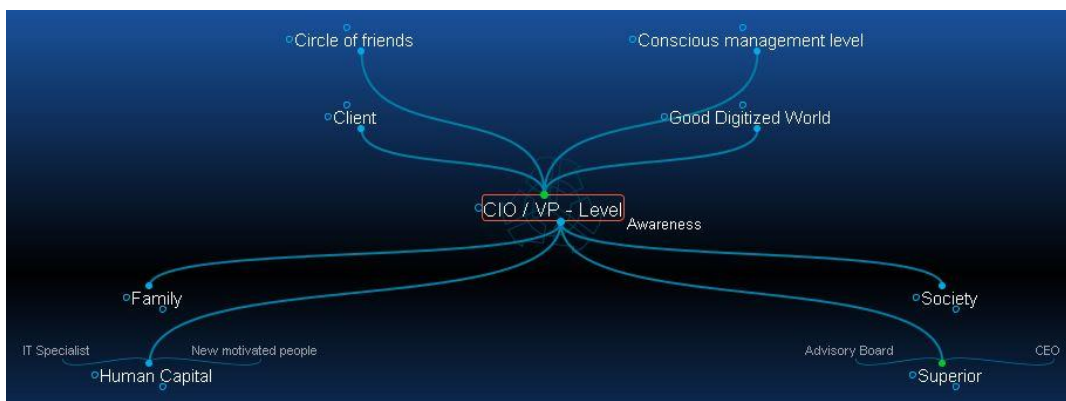 Circle of friends
Conscious management level
Client
Good Digitized World
CIO / VP - Level
Awareness
Family
Society
IT Specialist
New motivated people
Advisory Board
CEO
Human Capital
Superior